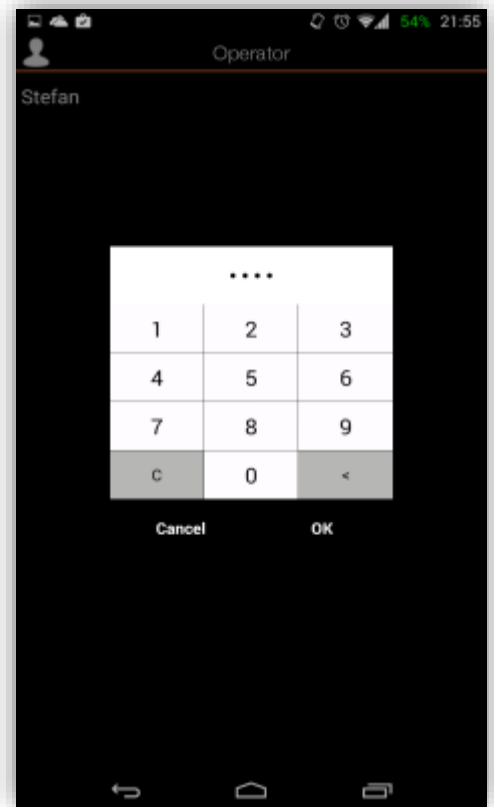 54% 21:55
Operator
Stefan
••••
1 2 3
4 5 6
7 8 9
C 0 <
Cancel OK